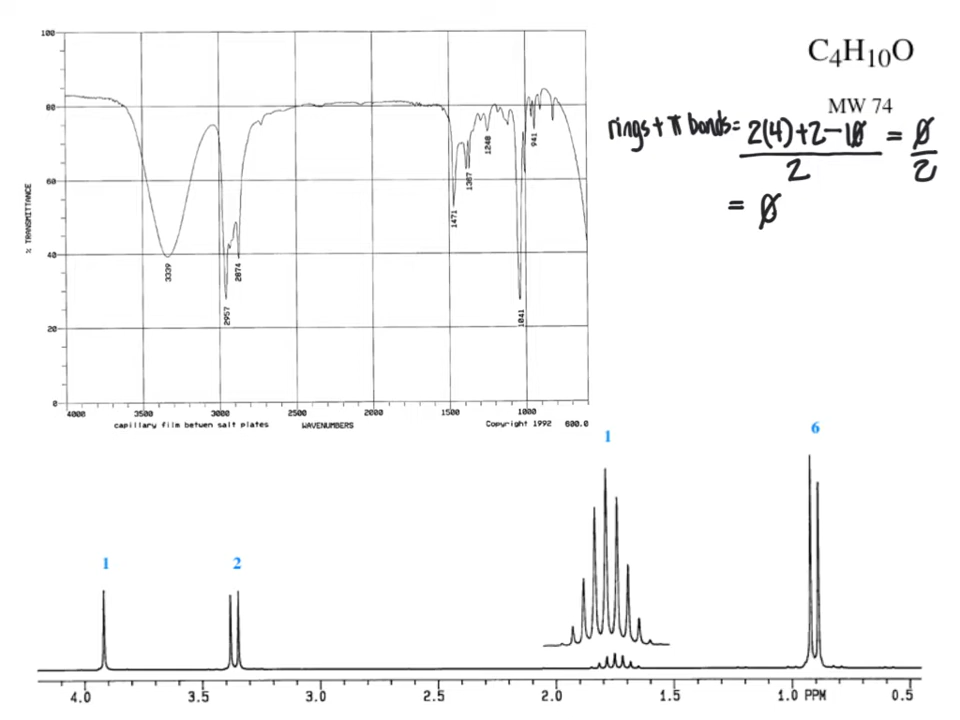 100
C4H10O
80
MW 74
rings + π bonds = 2(4)+2-10 = 0
2 2
= 0
941
1248
1367
60
1471
% TRANSMITTANCE
40
3339
2874
2957
1041
20
0
4000 3500 3000 2500 2000 1500 1000
capillary film betwen salt plates WAVENUMBERS Copyright 1992 600.0
1 6
1 2
4.0 3.5 3.0 2.5 2.0 1.5 1.0 PPM 0.5